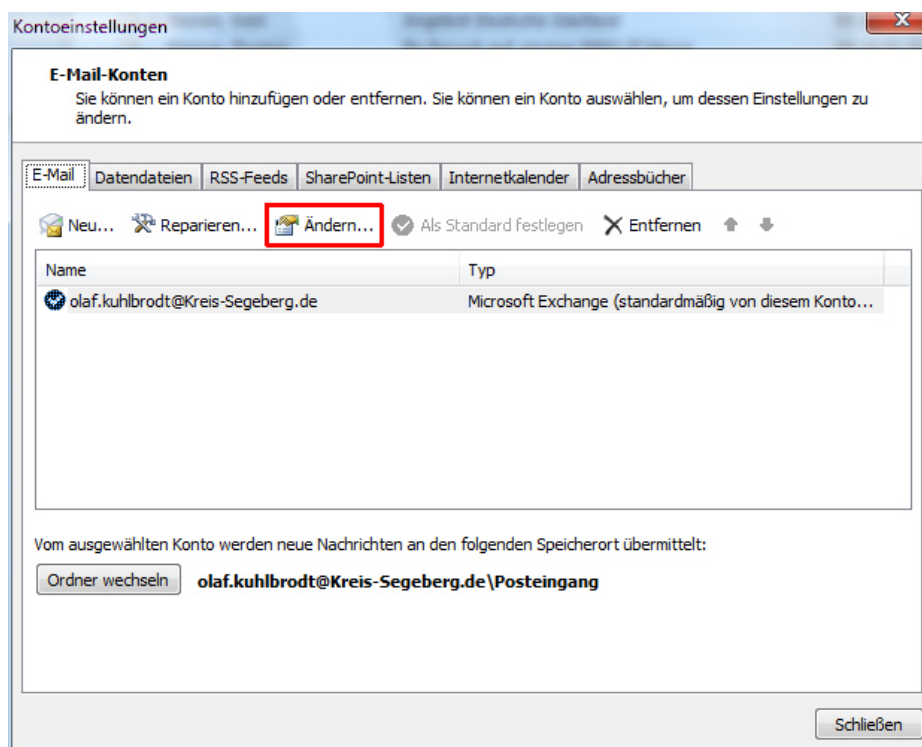 Kontoeinstellungen
E-Mail-Konten
Sie können ein Konto hinzufügen oder entfernen. Sie können ein Konto auswählen, um dessen Einstellungen zu
ändern.
E-Mail Datendateien RSS-Feeds SharePoint-Listen Internetkalender Adressbücher
Neu... Reparieren... Ändern... Als Standard festlegen Entfernen
Name Typ
olaf.kuhlbrodt@Kreis-Segeberg.de Microsoft Exchange (standardmäßig von diesem Konto...
Vom ausgewählten Konto werden neue Nachrichten an den folgenden Speicherort übermittelt:
Ordner wechseln olaf.kuhlbrodt@Kreis-Segeberg.de\Posteingang
Schließen